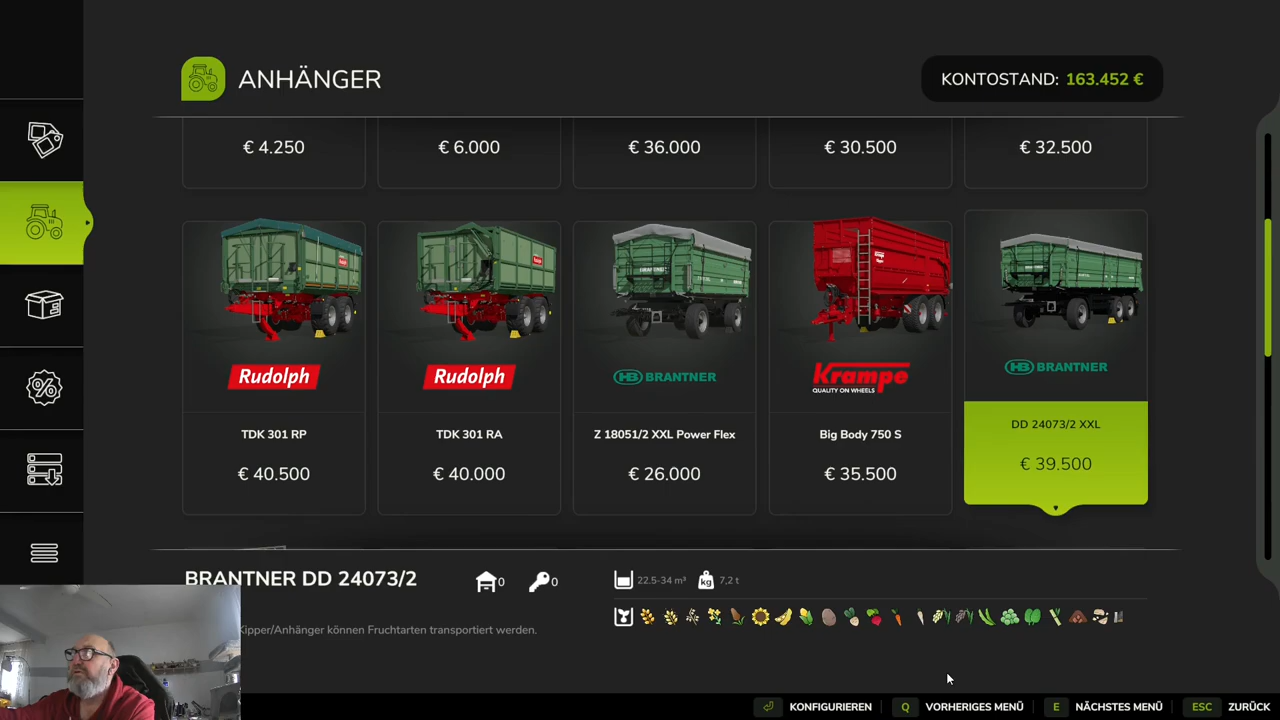 ANHÄNGER
KONTOSTAND: 163.452 €
€ 4.250
€ 6.000
€ 36.000
€ 30.500
€ 32.500
Rudolph
TDK 301 RP
€ 40.500
Rudolph
TDK 301 RA
€ 40.000
BRANTNER
Z 18051/2 XXL Power Flex
€ 26.000
Krampe
QUALITY ON WHEELS
Big Body 750 S
€ 35.500
HB BRANTNER
DD 24073/2 XXL
€ 39.500
BRANTNER DD 24073/2
0
0
22.5-34 m³
kg 7,2 t
Kipper/Anhänger können Fruchtarten transportiert werden.
KONFIGURIEREN
Q VORHERIGES MENÜ
E NÄCHSTES MENÜ
ESC ZURÜCK